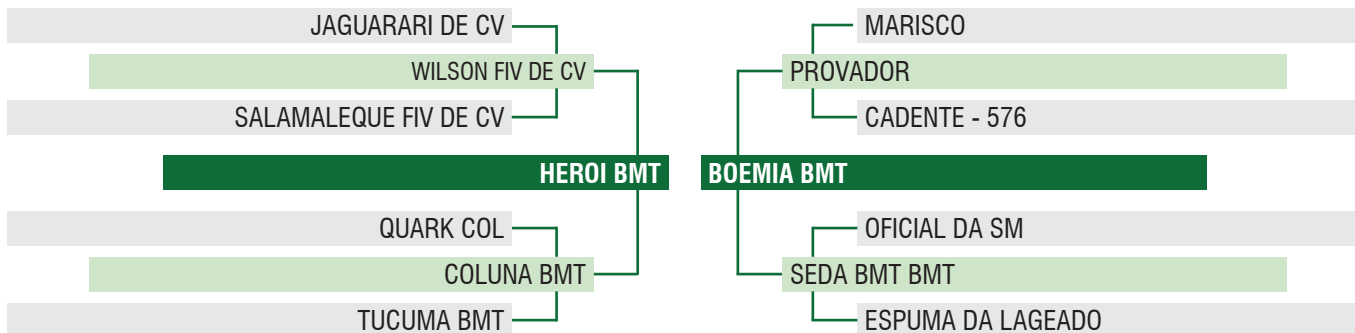 JAGUARARI DE CV
WILSON FIV DE CV
SALAMALEQUE FIV DE CV
HEROI BMT
QUARK COL
COLUNA BMT
TUCUMA BMT
MARISCO
PROVADOR
CADENTE - 576
BOEMIA BMT
OFICIAL DA SM
SEDA BMT BMT
ESPUMA DA LAGEADO